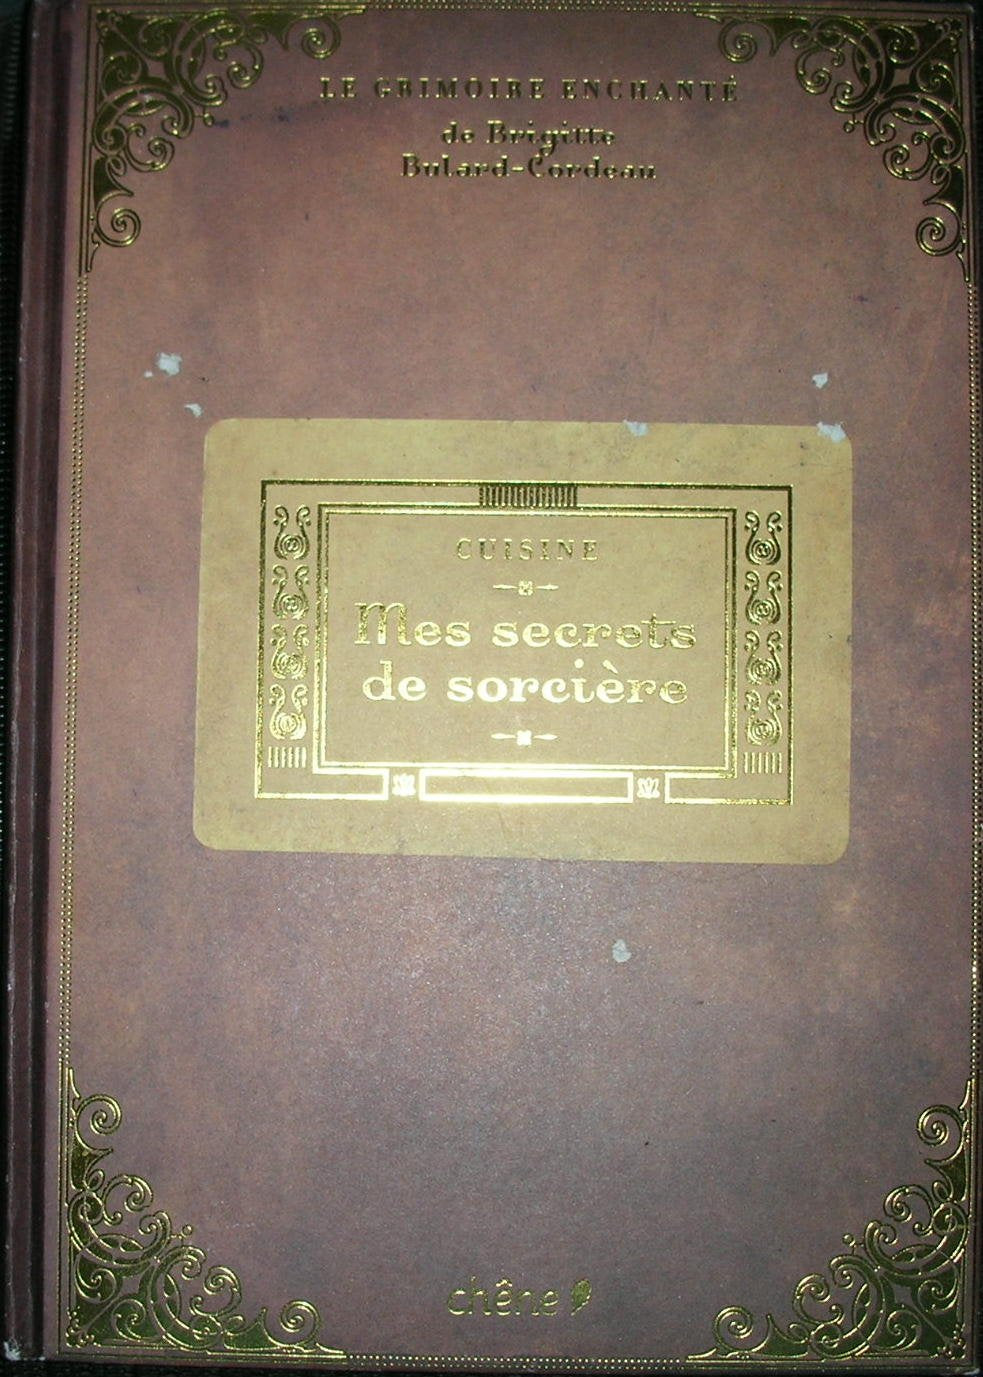 LE GRIMOIRE ENCHANTÉ
de Brigitte
Bulard-Cordeau
CUISINE
Mes secrets
de sorcière
chêne